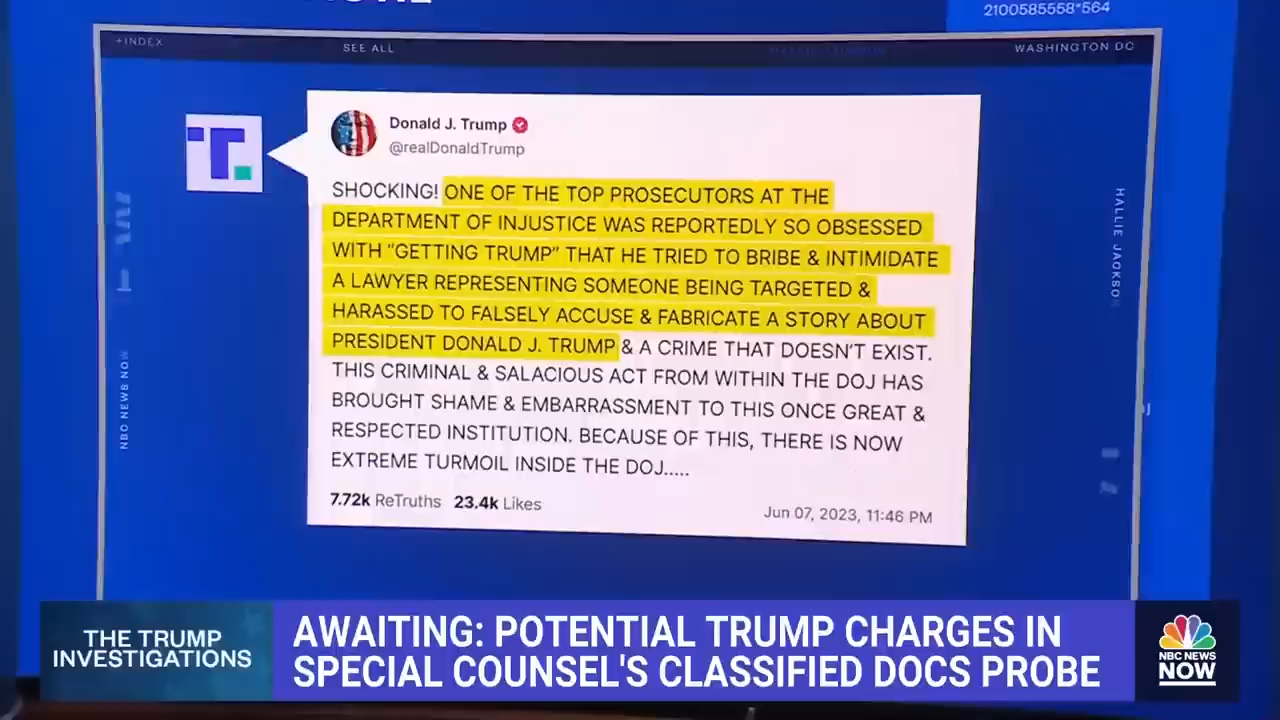 2100585558*564
+INDEX
SEE ALL
WASHINGTON DC
Donald J. Trump
@realDonaldTrump
SHOCKING! ONE OF THE TOP PROSECUTORS AT THE
DEPARTMENT OF INJUSTICE WAS REPORTEDLY SO OBSESSED
WITH “GETTING TRUMP” THAT HE TRIED TO BRIBE & INTIMIDATE
A LAWYER REPRESENTING SOMEONE BEING TARGETED &
HARASSED TO FALSELY ACCUSE & FABRICATE A STORY ABOUT
PRESIDENT DONALD J. TRUMP & A CRIME THAT DOESN’T EXIST.
THIS CRIMINAL & SALACIOUS ACT FROM WITHIN THE DOJ HAS
BROUGHT SHAME & EMBARRASSMENT TO THIS ONCE GREAT &
RESPECTED INSTITUTION. BECAUSE OF THIS, THERE IS NOW
EXTREME TURMOIL INSIDE THE DOJ.....
7.72k ReTruths 23.4k Likes
Jun 07, 2023, 11:46 PM
NBC NEWS NOW
HALLIE JACKSO
THE TRUMP
INVESTIGATIONS
AWAITING: POTENTIAL TRUMP CHARGES IN
SPECIAL COUNSEL'S CLASSIFIED DOCS PROBE
NBC NEWS
NOW